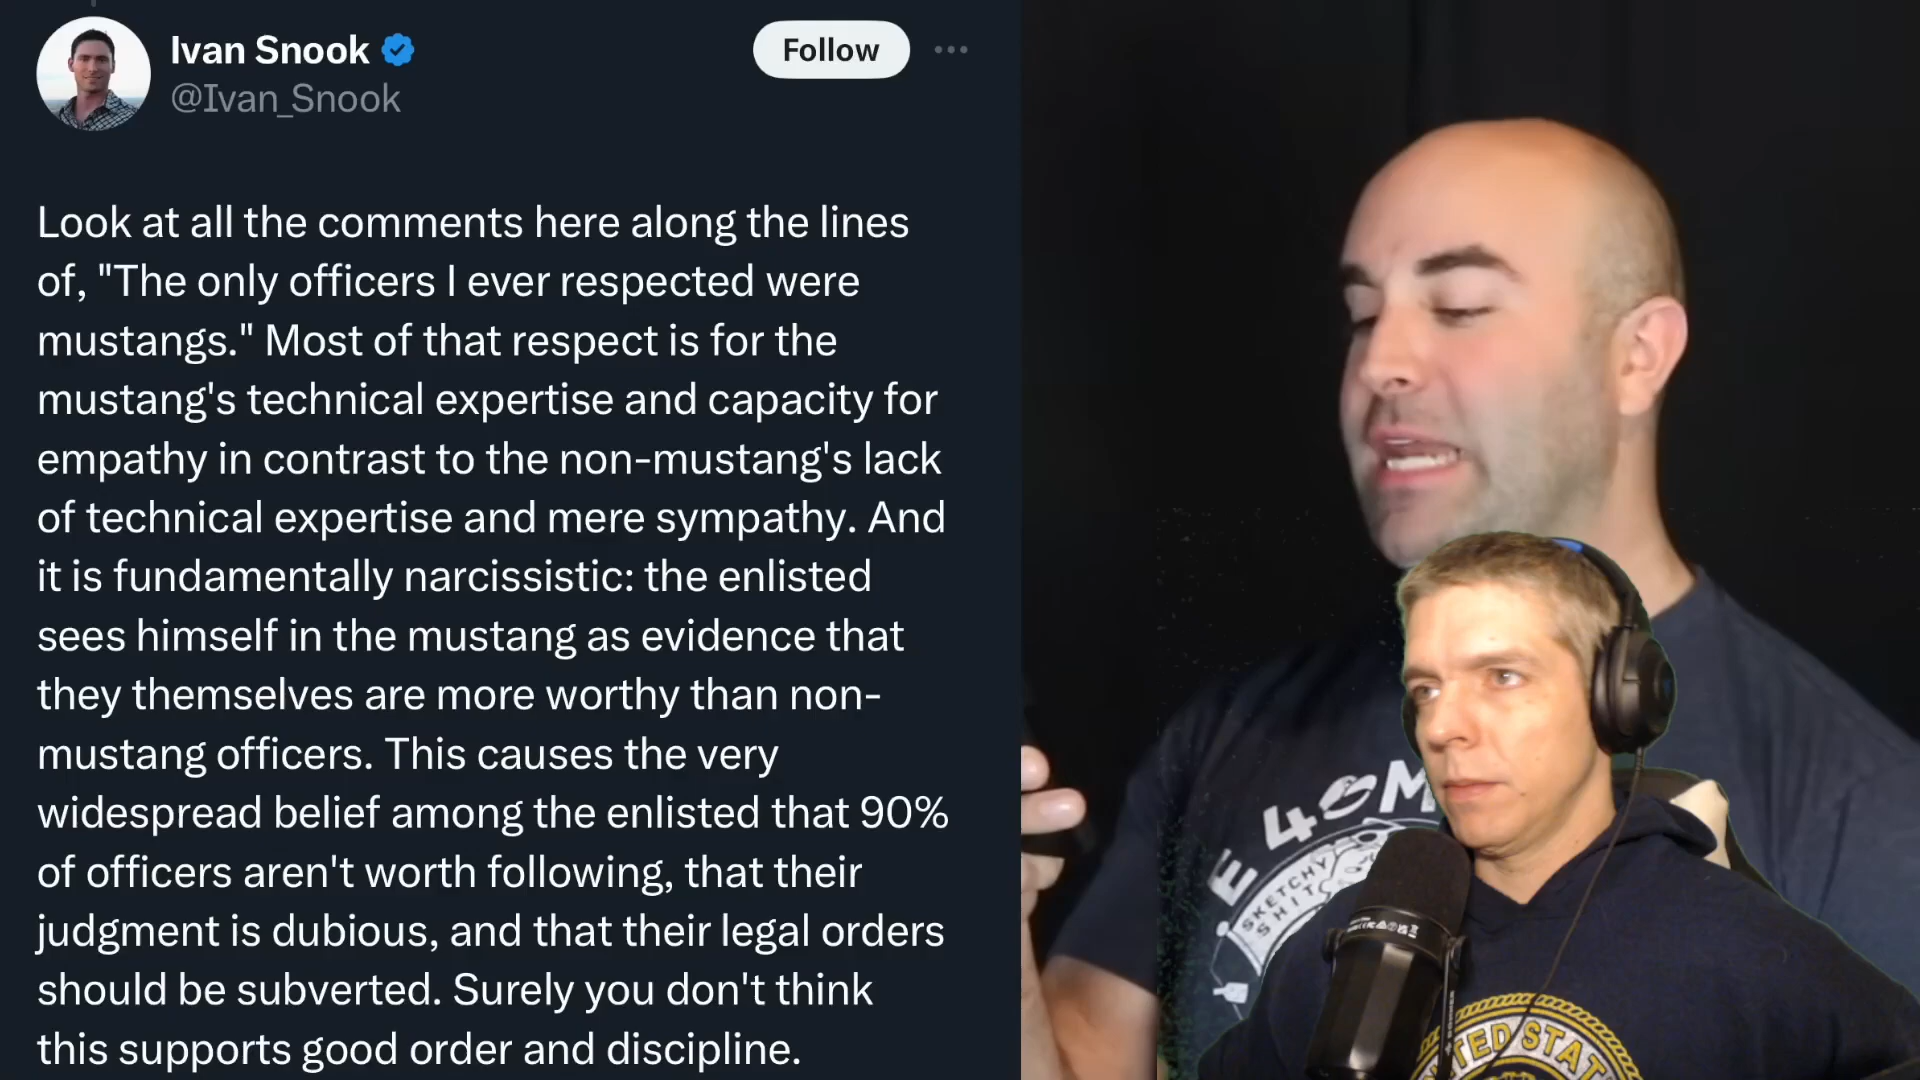 Ivan Snook
@Ivan_Snook
Follow
Look at all the comments here along the lines
of, "The only officers I ever respected were
mustangs." Most of that respect is for the
mustang's technical expertise and capacity for
empathy in contrast to the non-mustang's lack
of technical expertise and mere sympathy. And
it is fundamentally narcissistic: the enlisted
sees himself in the mustang as evidence that
they themselves are more worthy than non-
mustang officers. This causes the very
widespread belief among the enlisted that 90%
of officers aren't worth following, that their
judgment is dubious, and that their legal orders
should be subverted. Surely you don't think
this supports good order and discipline.
E 4 M
SKETCHY
SHIT
TED STAT